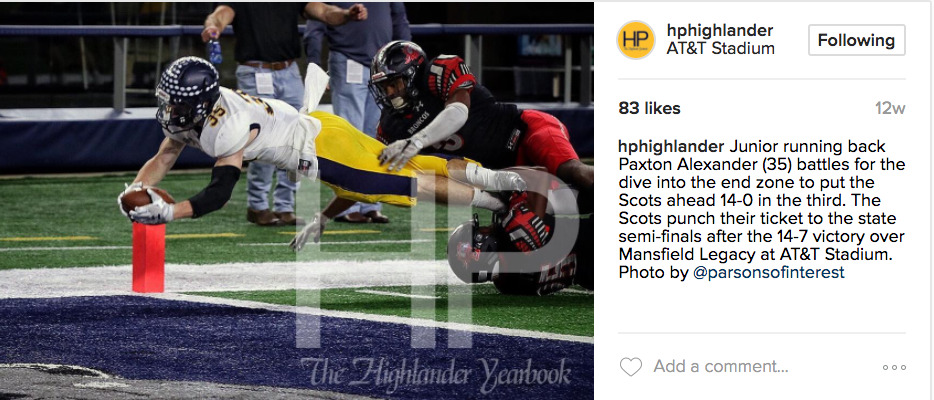 HP
hphighlander
AT&T Stadium
Following
83 likes
12w
hphighlander Junior running back
Paxton Alexander (35) battles for the
dive into the end zone to put the
Scots ahead 14-0 in the third. The
Scots punch their ticket to the state
semi-finals after the 14-7 victory over
Mansfield Legacy at AT&T Stadium.
Photo by @parsonsofinterest
Add a comment...
35
BRONCOS
HP
The Highlander Yearbook